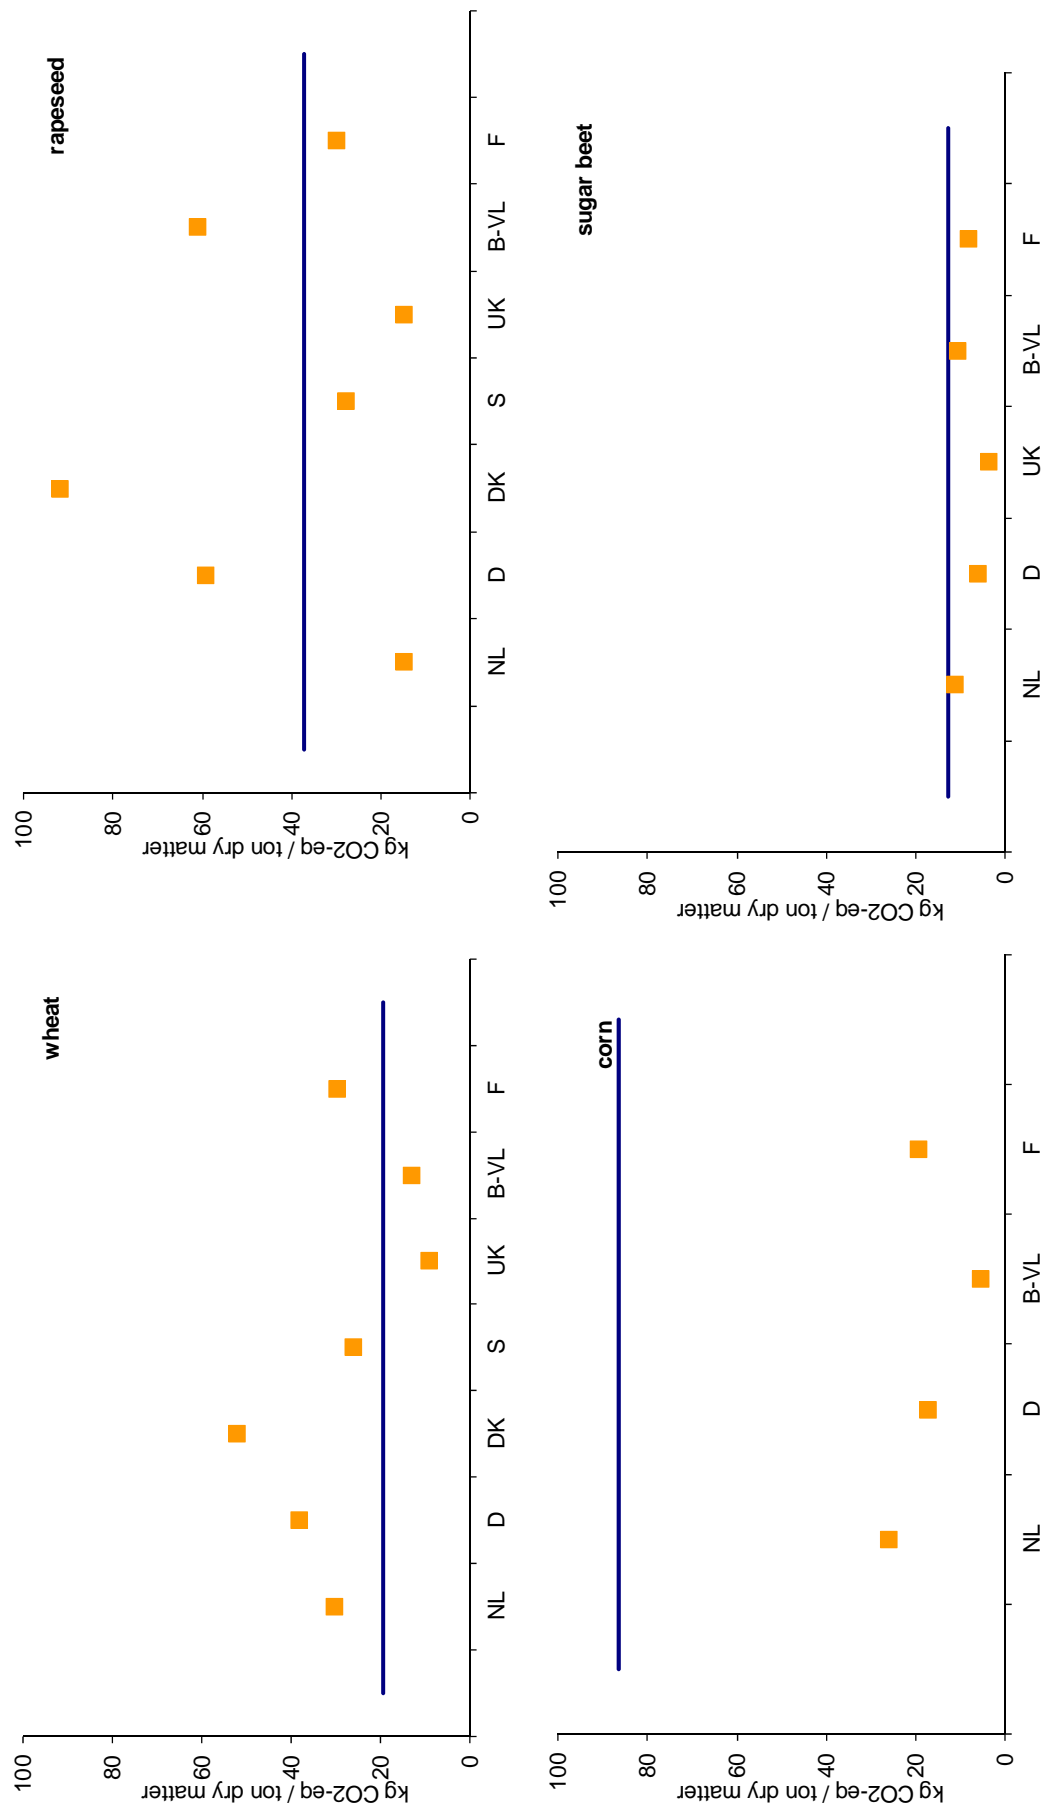 wheat
kg CO2-eq / ton dry matter
100
80
60
40
20
0
NL
D
DK
S
UK
B-VL
F
rapeseed
kg CO2-eq / ton dry matter
100
80
60
40
20
0
NL
D
DK
S
UK
B-VL
F
corn
kg CO2-eq / ton dry matter
100
80
60
40
20
0
NL
D
B-VL
F
sugar beet
kg CO2-eq / ton dry matter
100
80
60
40
20
0
NL
D
UK
B-VL
F